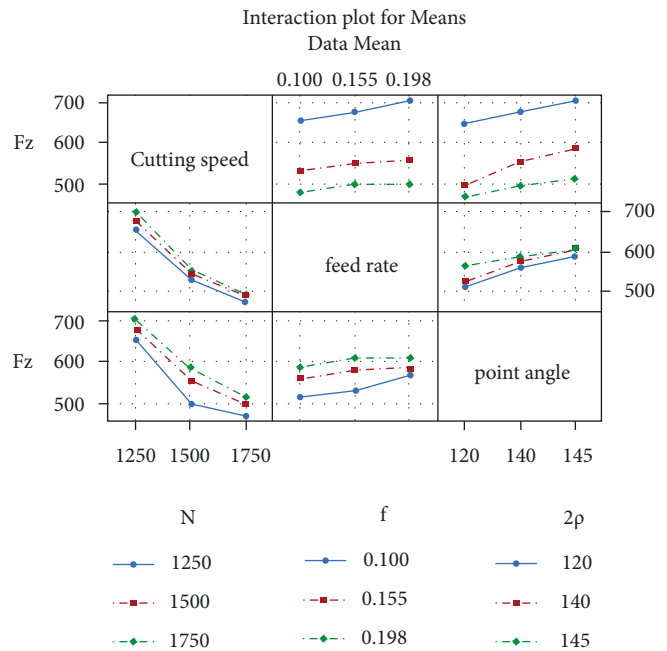 Interaction plot for Means
Data Mean
0.100 0.155 0.198
700
Fz 600
500
Cutting speed
feed rate
700
600
500
700
Fz 600
500
point angle
1250 1500 1750
120 140 145
N f 2ρ
1250 0.100 120
1500 0.155 140
1750 0.198 145